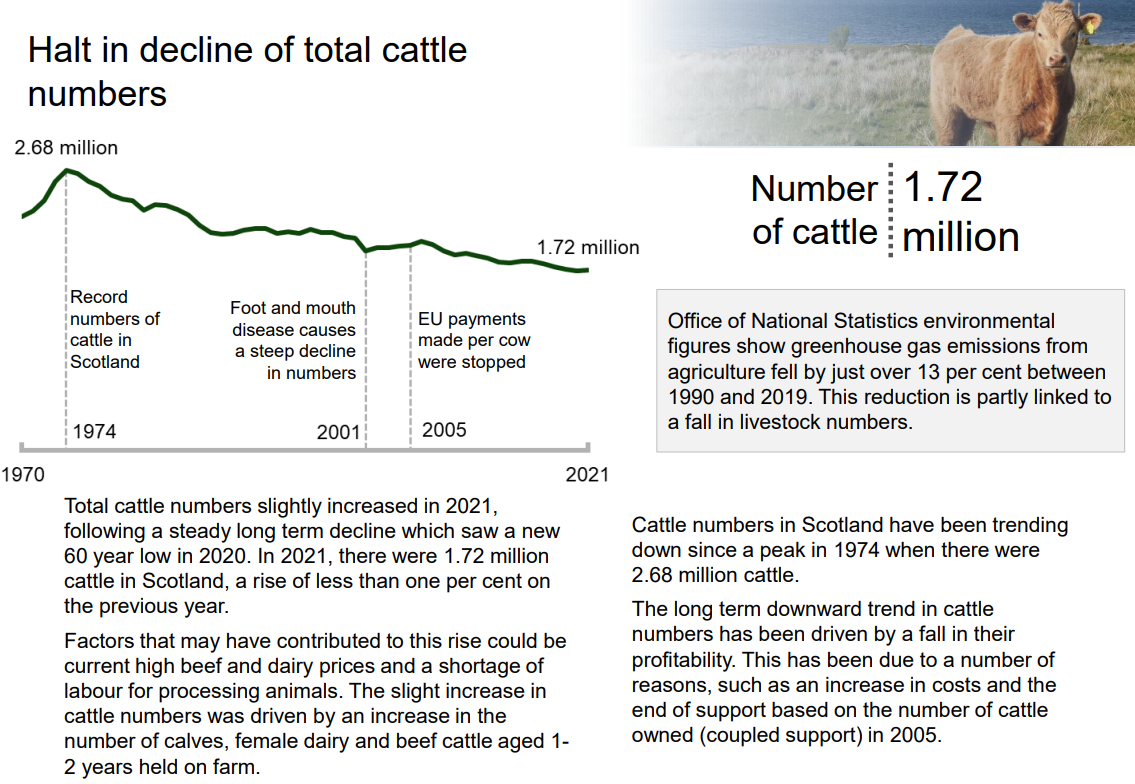 Halt in decline of total cattle
numbers
2.68 million
1.72 million
Record
numbers of
cattle in
Scotland
Foot and mouth
disease causes
a steep decline
in numbers
EU payments
made per cow
were stopped
1974
2001
2005
1970
2021
Number
of cattle
1.72
million
Office of National Statistics environmental
figures show greenhouse gas emissions from
agriculture fell by just over 13 per cent between
1990 and 2019. This reduction is partly linked to
a fall in livestock numbers.
Total cattle numbers slightly increased in 2021,
following a steady long term decline which saw a new
60 year low in 2020. In 2021, there were 1.72 million
cattle in Scotland, a rise of less than one per cent on
the previous year.
Factors that may have contributed to this rise could be
current high beef and dairy prices and a shortage of
labour for processing animals. The slight increase in
cattle numbers was driven by an increase in the
number of calves, female dairy and beef cattle aged 1-
2 years held on farm.
Cattle numbers in Scotland have been trending
down since a peak in 1974 when there were
2.68 million cattle.
The long term downward trend in cattle
numbers has been driven by a fall in their
profitability. This has been due to a number of
reasons, such as an increase in costs and the
end of support based on the number of cattle
owned (coupled support) in 2005.